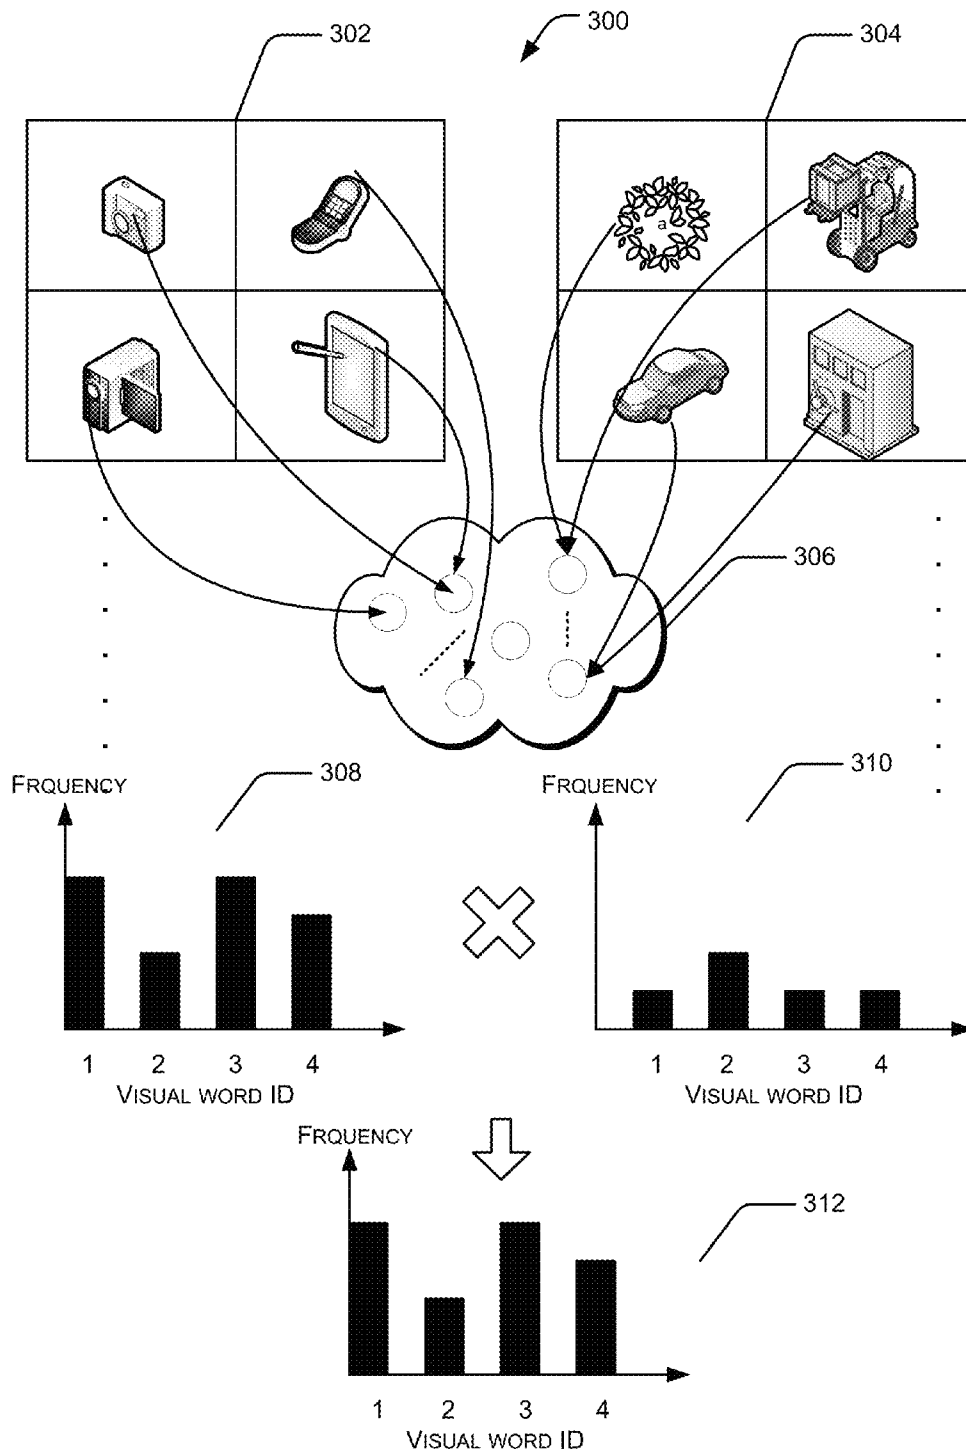 300
302
304
a
306
308
FRQUENCY
1 2 3 4
VISUAL WORD ID
310
FRQUENCY
1 2 3 4
VISUAL WORD ID
FRQUENCY
312
1 2 3 4
VISUAL WORD ID